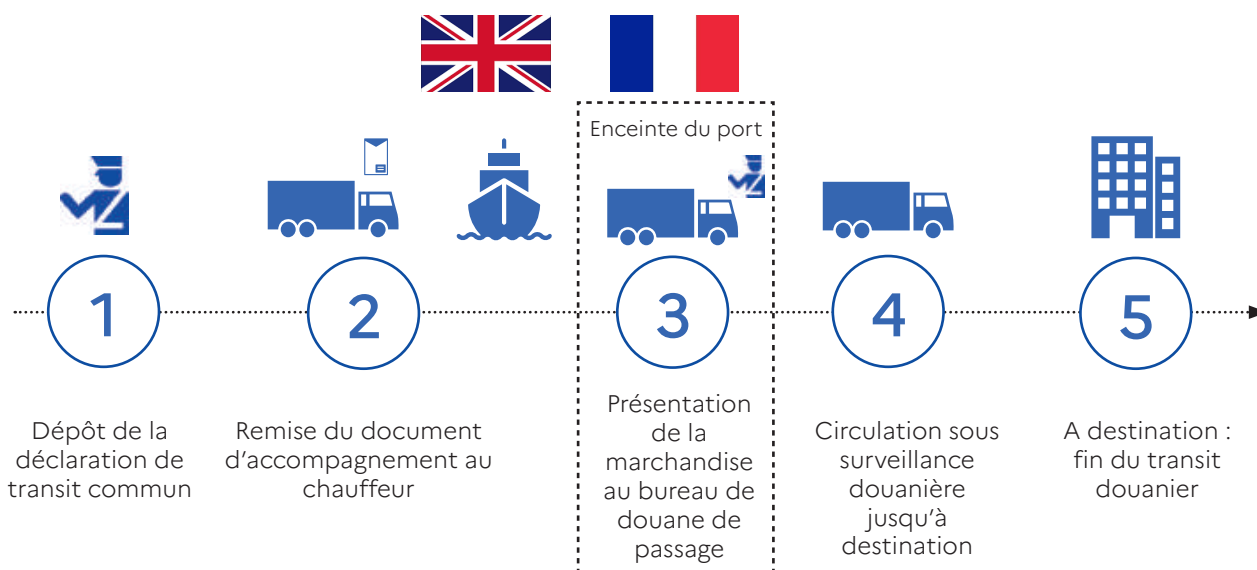 Enceinte du port
1
2
3
4
5
Dépôt de la
déclaration de
transit commun
Remise du document
d’accompagnement au
chauffeur
Présentation
de la
marchandise
au bureau de
douane de
passage
Circulation sous
surveillance
douanière
jusqu’à
destination
A destination :
fin du transit
douanier